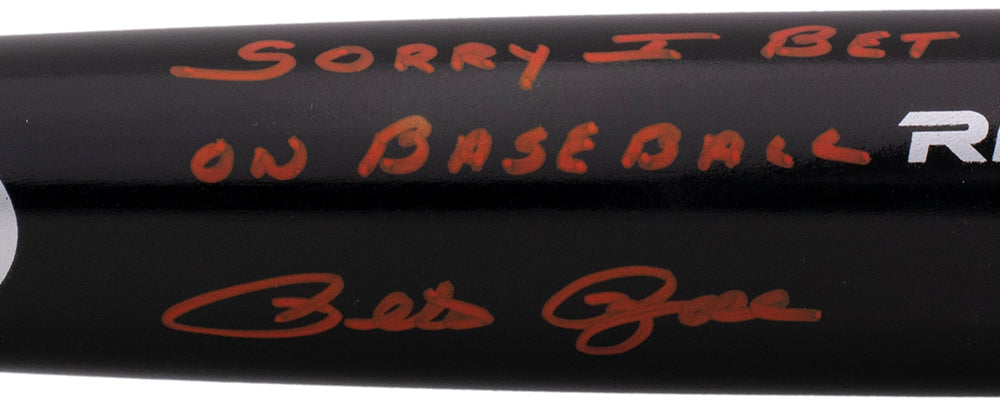 SORRY I BET
ON BASEBALL
Pete Rose